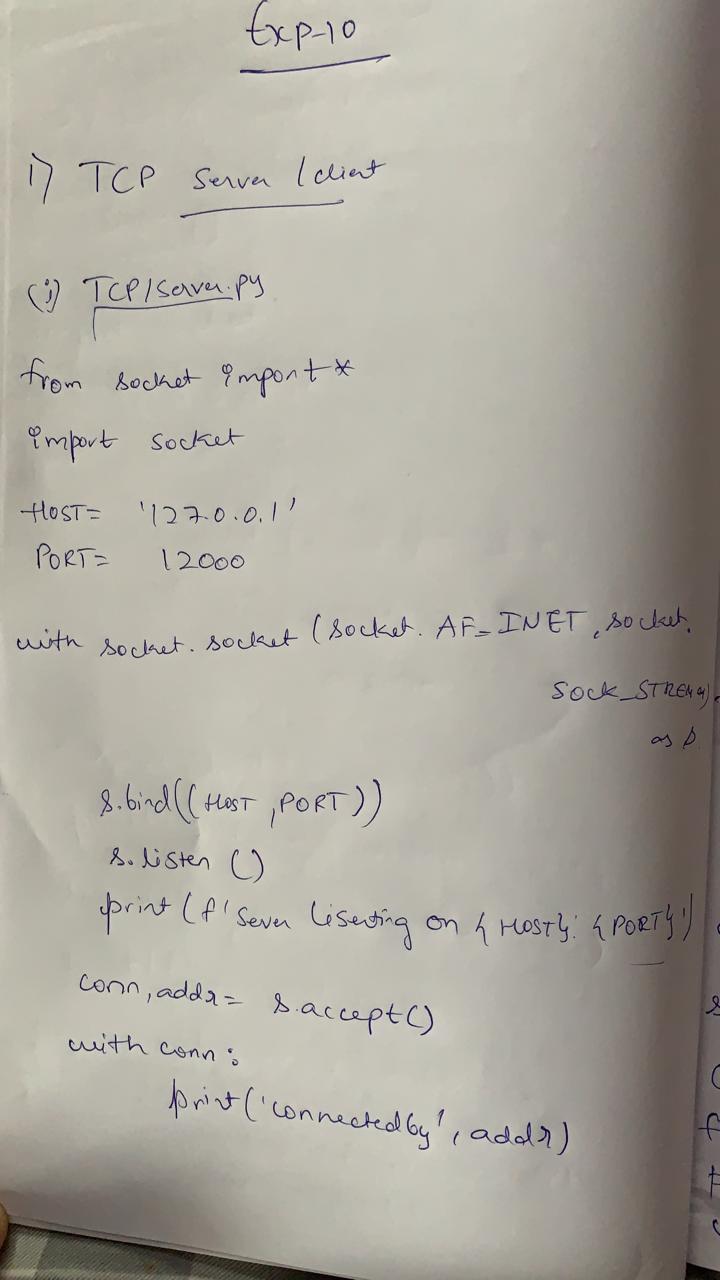 Exp-10
1) TCP Server / client
(i) TCP/Server.py
from socket import *
import socket
HOST= '127.0.0.1'
PORT= 12000
with socket.socket (socket.AF_INET, socket.
SOCK_STREAM)
as s
s.bind((HOST, PORT))
s.listen ()
print (f'Sever liserting on {HOST}: {PORT}')
conn, addr= s.accept()
with conn:
print('connected by', addr)